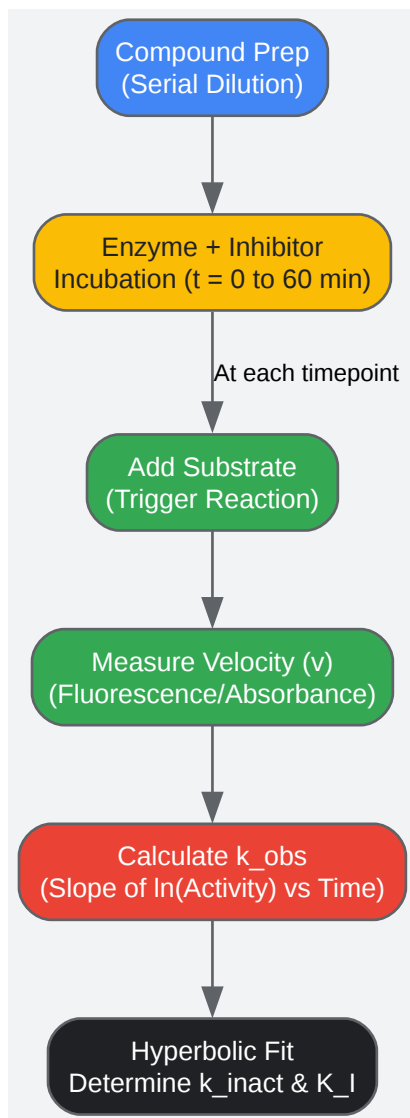 Compound Prep
(Serial Dilution)
Enzyme + Inhibitor
Incubation (t = 0 to 60 min)
At each timepoint
Add Substrate
(Trigger Reaction)
Measure Velocity (v)
(Fluorescence/Absorbance)
Calculate k_obs
(Slope of ln(Activity) vs Time)
Hyperbolic Fit
Determine k_inact & K_I